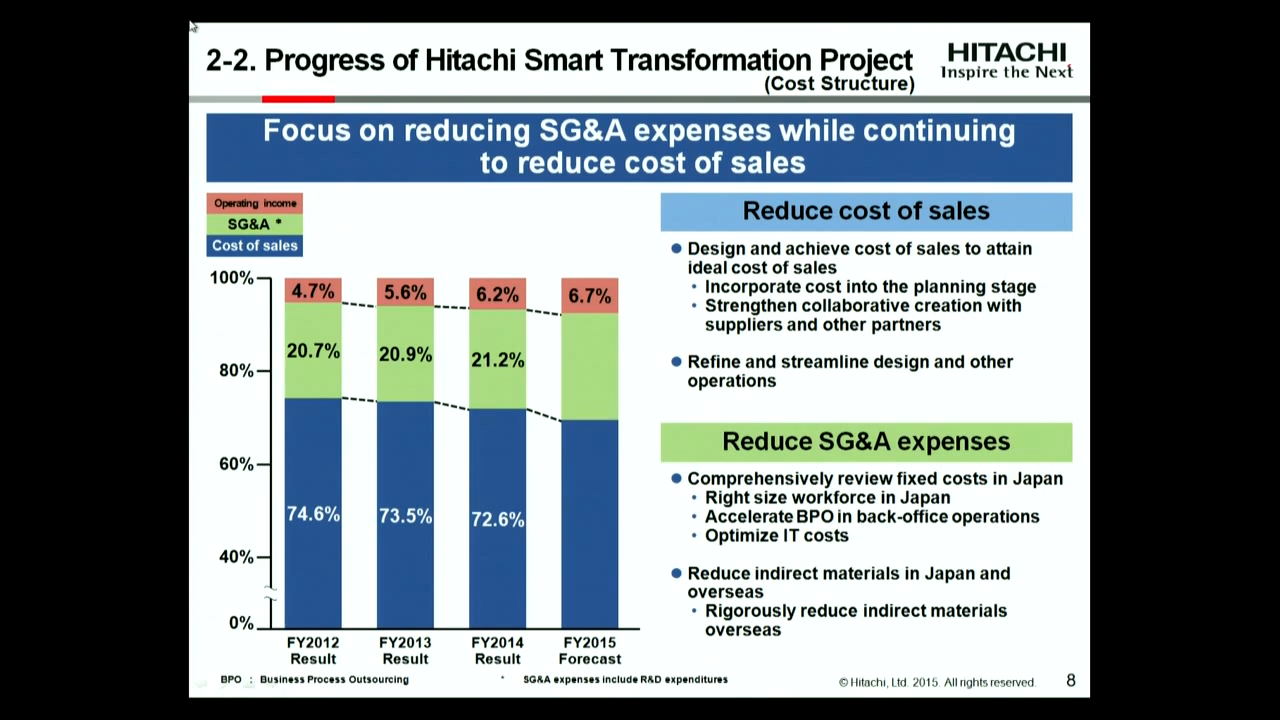 2-2. Progress of Hitachi Smart Transformation Project
(Cost Structure)
HITACHI
Inspire the Next
Focus on reducing SG&A expenses while continuing
to reduce cost of sales
Operating income
SG&A *
Cost of sales
100%
80%
60%
40%
0%
4.7%
5.6%
6.2%
6.7%
20.7%
20.9%
21.2%
74.6%
73.5%
72.6%
FY2012
Result
FY2013
Result
FY2014
Result
FY2015
Forecast
Reduce cost of sales
● Design and achieve cost of sales to attain
ideal cost of sales
・ Incorporate cost into the planning stage
・ Strengthen collaborative creation with
suppliers and other partners
● Refine and streamline design and other
operations
Reduce SG&A expenses
● Comprehensively review fixed costs in Japan
・ Right size workforce in Japan
・ Accelerate BPO in back-office operations
・ Optimize IT costs
● Reduce indirect materials in Japan and
overseas
・ Rigorously reduce indirect materials
overseas
BPO : Business Process Outsourcing
* SG&A expenses include R&D expenditures
© Hitachi, Ltd. 2015. All rights reserved.
8